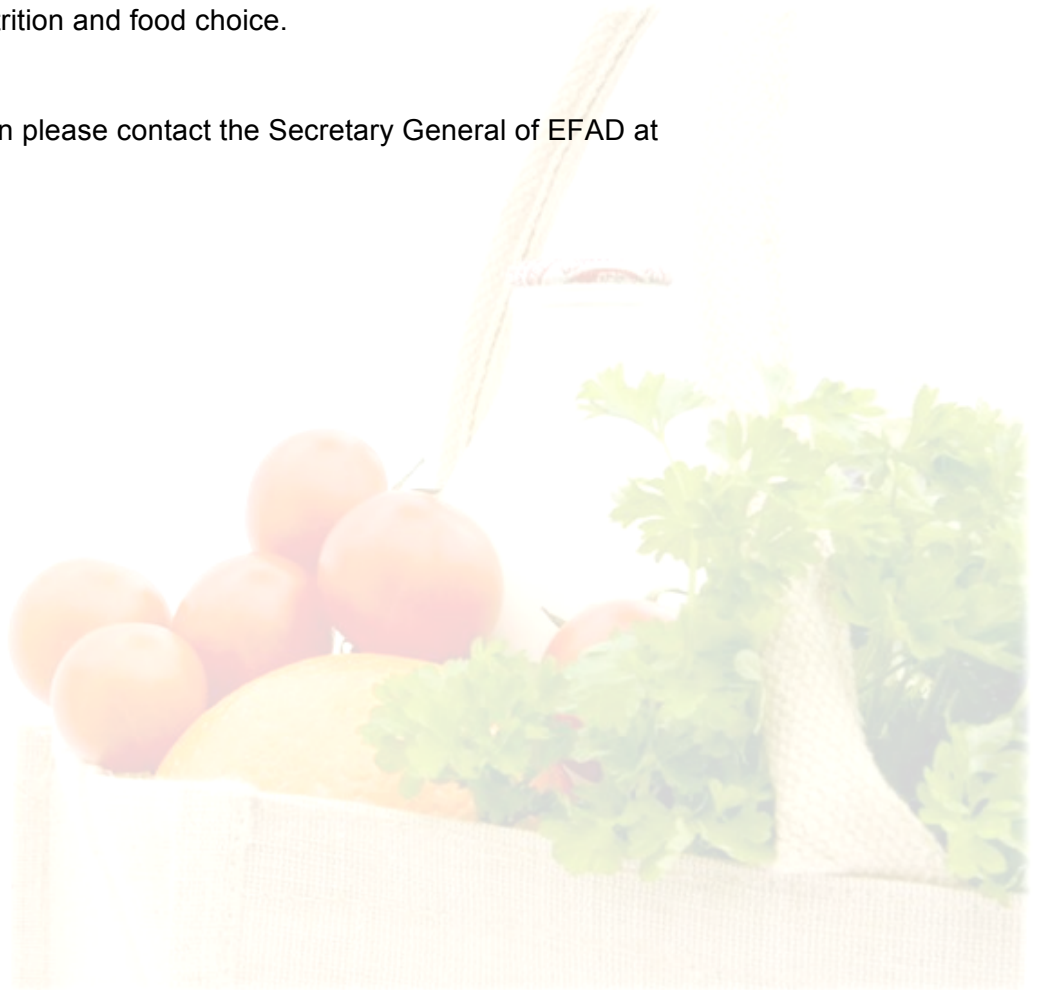 rition and food choice.
n please contact the Secretary General of EFAD at